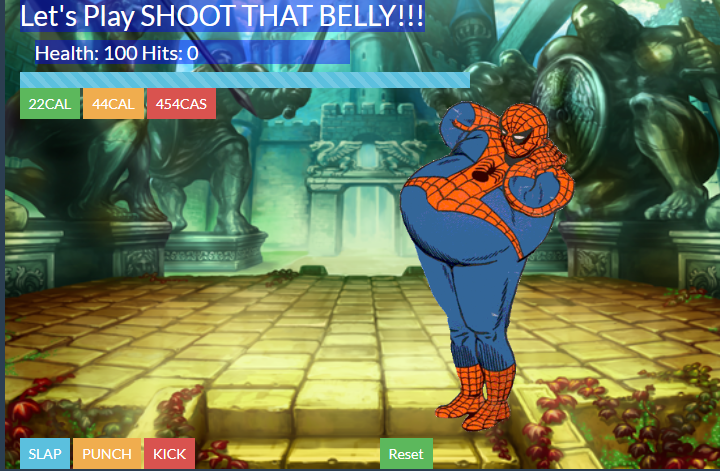 Let's Play SHOOT THAT BELLY!!!
Health: 100 Hits: 0
22CAL 44CAL 454CAS
SLAP PUNCH KICK Reset